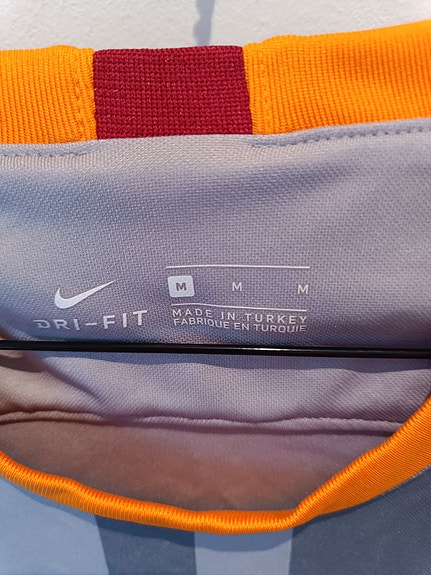 M M M
DRI-FIT
MADE IN TURKEY
FABRIQUE EN TURQUIE